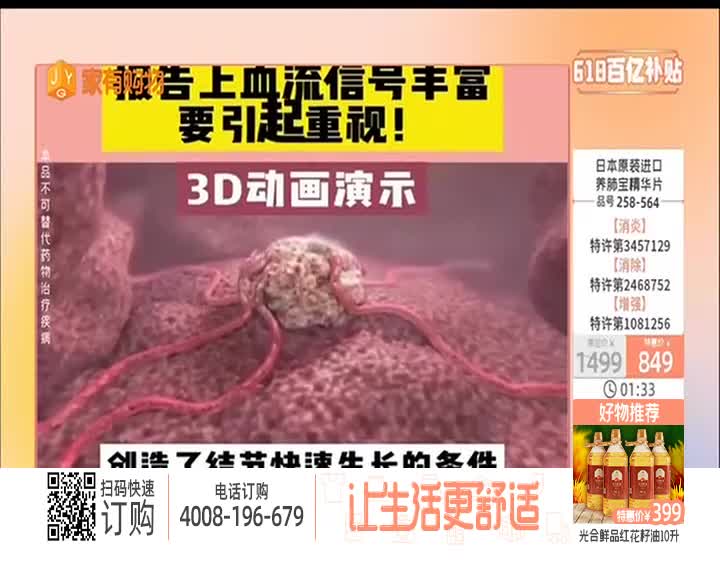 JYG 家有购物
618百亿补贴
报告上血流信号丰富
要引起重视！
3D动画演示
本品不可替代药物治疗疾病
日本原装进口
养肺宝精华片
品号 258-564
【消炎】
特许第3457129
【消除】
特许第2468752
【增强】
特许第1081256
1499
特惠价¥
849
01:33
好物推荐
特惠价¥399
光合鲜品红花籽油10升
创造了结节快速生长的条件
扫码快速
订购
电话订购
4008-196-679
让生活更舒适